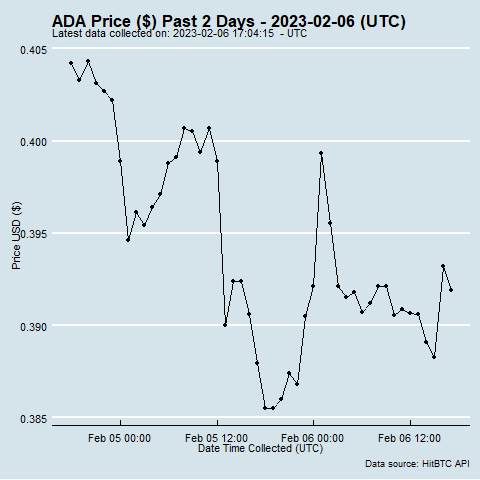 ADA Price ($) Past 2 Days - 2023-02-06 (UTC)
Latest data collected on: 2023-02-06 17:04:15 - UTC
0.405
0.400
0.395
0.390
0.385
Price USD ($)
Feb 05 00:00 Feb 05 12:00 Feb 06 00:00 Feb 06 12:00
Date Time Collected (UTC)
Data source: HitBTC API